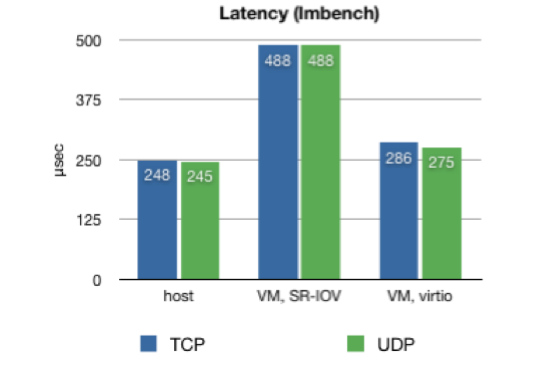 Latency (lmbench)
500
375
250
125
0
µsec
248
245
488
488
286
275
host
VM, SR-IOV
VM, virtio
TCP
UDP